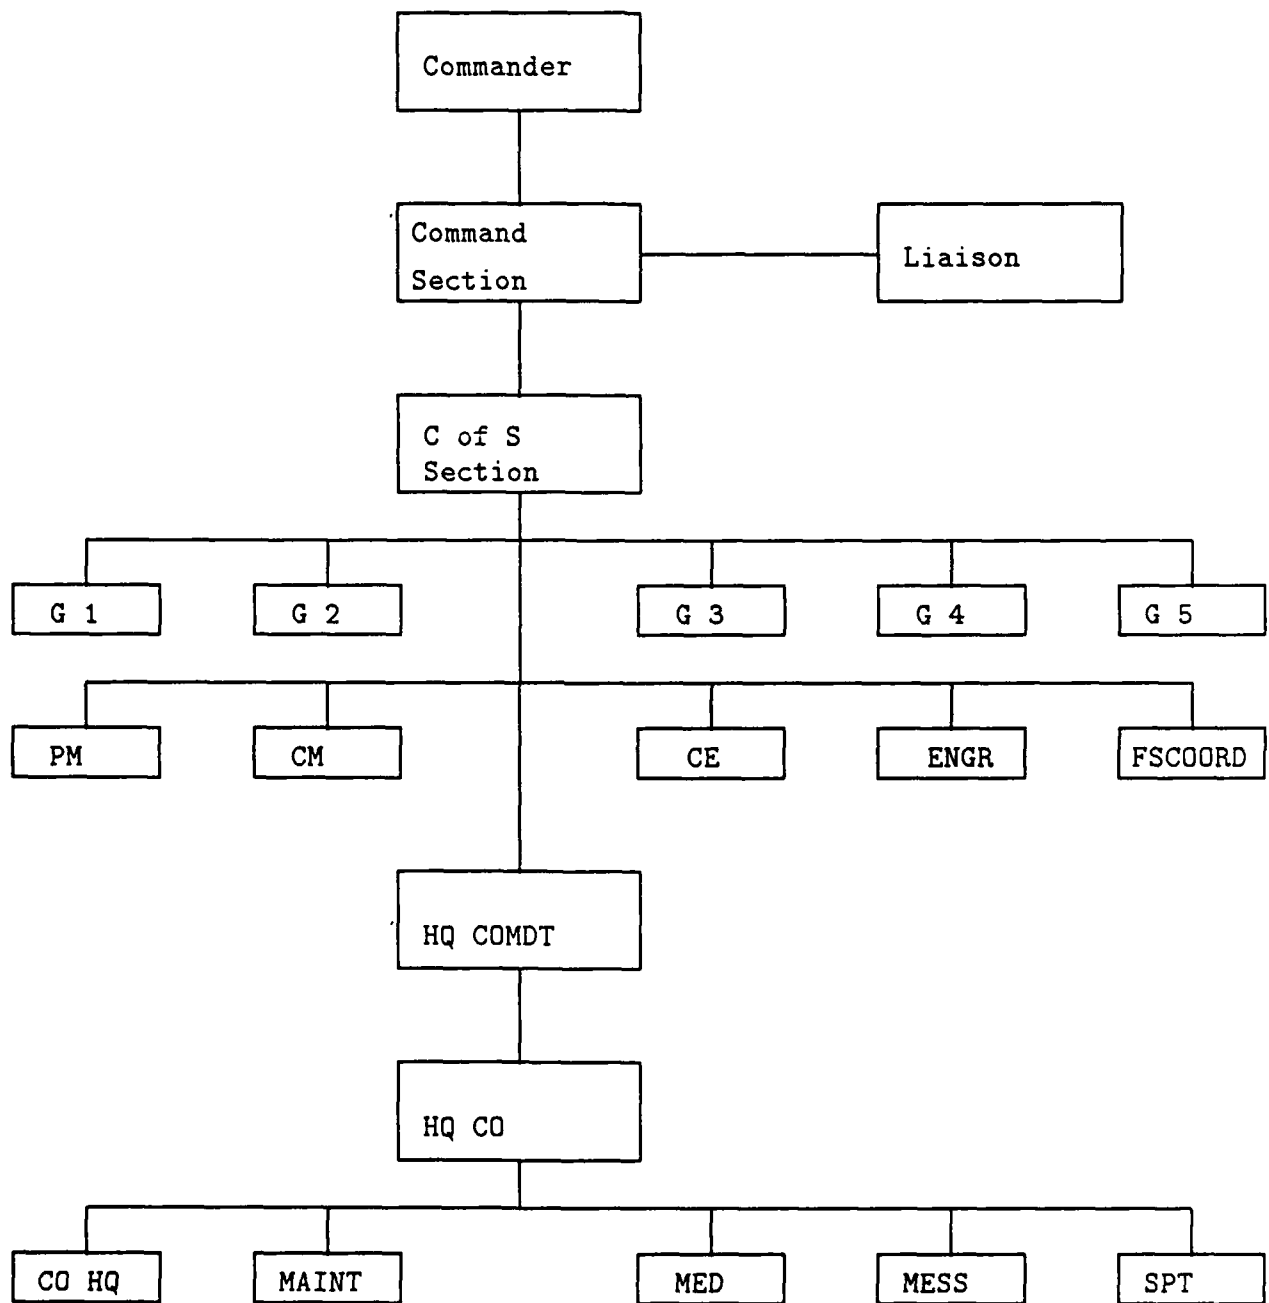 Commander
Command
Section
Liaison
C of S
Section
G 1
G 2
G 3
G 4
G 5
PM
CM
CE
ENGR
FSCOORD
HQ COMDT
HQ CO
CO HQ
MAINT
MED
MESS
SPT